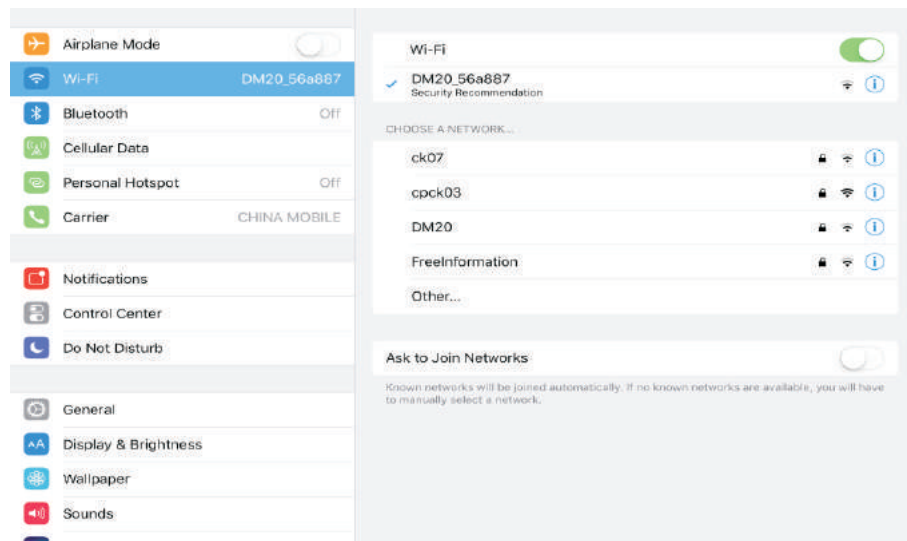 Airplane Mode
Wi-Fi DM20_56a887
Bluetooth Off
Cellular Data
Personal Hotspot Off
Carrier CHINA MOBILE
Notifications
Control Center
Do Not Disturb
General
Display & Brightness
Wallpaper
Sounds
Wi-Fi
DM20_56a887
Security Recommendation
CHOOSE A NETWORK...
ck07
cpck03
DM20
FreeInformation
Other...
Ask to Join Networks
Known networks will be joined automatically. If no known networks are available, you will have
to manually select a network.